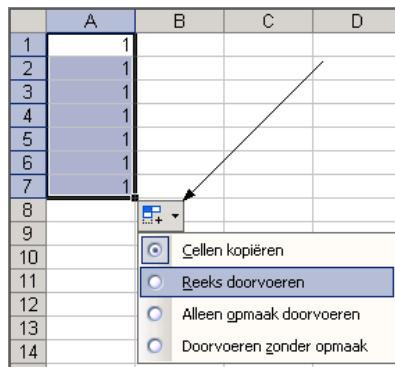 A B C D
1 1
2 1
3 1
4 1
5 1
6 1
7 1
8
9
10 Cellen kopiëren
11 Reeks doorvoeren
12 Alleen opmaak doorvoeren
13
14 Doorvoeren zonder opmaak